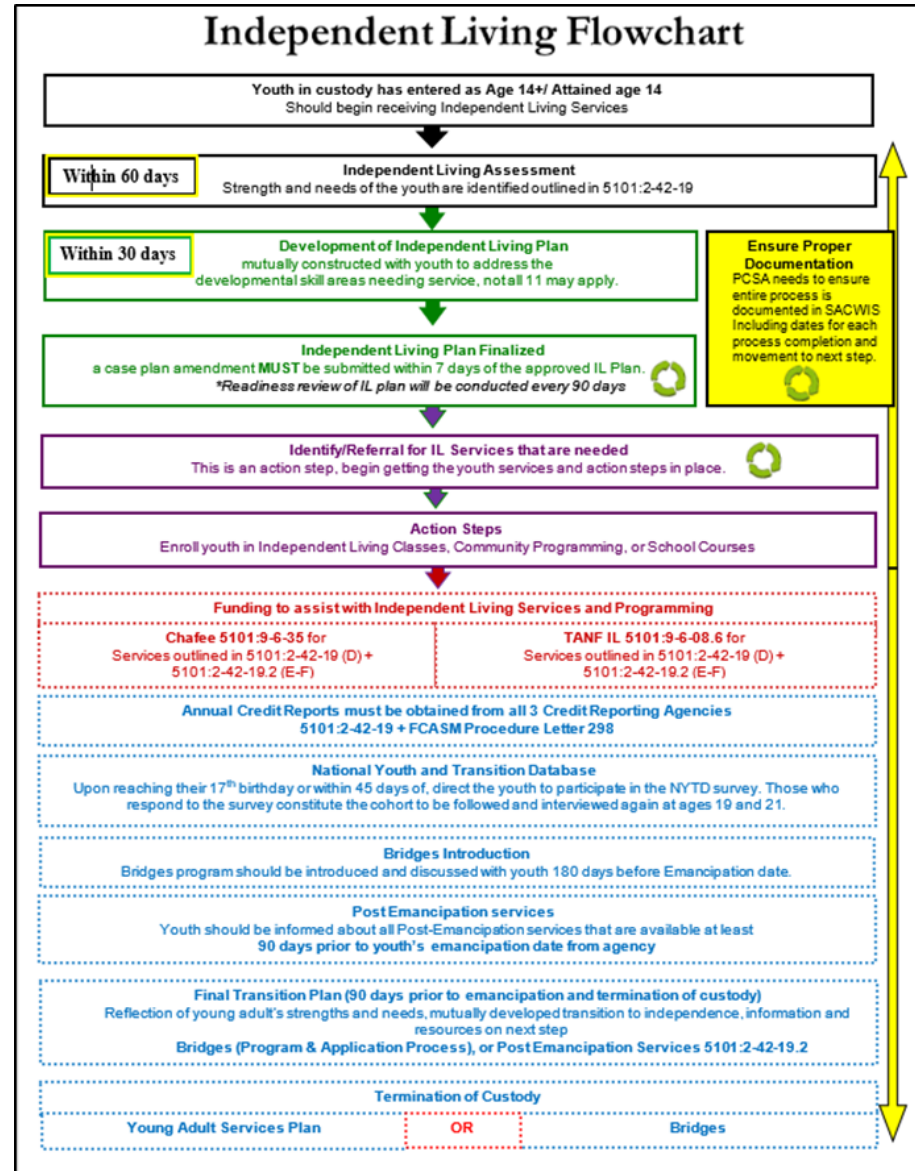 Independent Living Flowchart
Youth in custody has entered as Age 14+/ Attained age 14
Should begin receiving Independent Living Services
Within 60 days
Independent Living Assessment
Strength and needs of the youth are identified outlined in 5101:2-42-19
Within 30 days
Development of Independent Living Plan
mutually constructed with youth to address the
developmental skill areas needing service, not all 11 may apply.
Ensure Proper
Documentation
PCSA needs to ensure
entire process is
documented in SACWIS
Including dates for each
process completion and
movement to next step.
Independent Living Plan Finalized
a case plan amendment MUST be submitted within 7 days of the approved IL Plan.
*Readiness review of IL plan will be conducted every 90 days
Identify/Referral for IL Services that are needed
This is an action step, begin getting the youth services and action steps in place.
Action Steps
Enroll youth in Independent Living Classes, Community Programming, or School Courses
Funding to assist with Independent Living Services and Programming
Chafee 5101:9-6-35 for
Services outlined in 5101:2-42-19 (D) +
5101:2-42-19.2 (E-F)
TANF IL 5101:9-6-08.6 for
Services outlined in 5101:2-42-19 (D) +
5101:2-42-19.2 (E-F)
Annual Credit Reports must be obtained from all 3 Credit Reporting Agencies
5101:2-42-19 + FCASM Procedure Letter 298
National Youth and Transition Database
Upon reaching their 17th birthday or within 45 days of, direct the youth to participate in the NYTD survey. Those who
respond to the survey constitute the cohort to be followed and interviewed again at ages 19 and 21.
Bridges Introduction
Bridges program should be introduced and discussed with youth 180 days before Emancipation date.
Post Emancipation services
Youth should be informed about all Post-Emancipation services that are available at least
90 days prior to youth's emancipation date from agency
Final Transition Plan (90 days prior to emancipation and termination of custody)
Reflection of young adult's strengths and needs, mutually developed transition to independence, information and
resources on next step
Bridges (Program & Application Process), or Post Emancipation Services 5101:2-42-19.2
Termination of Custody
Young Adult Services Plan
OR
Bridges